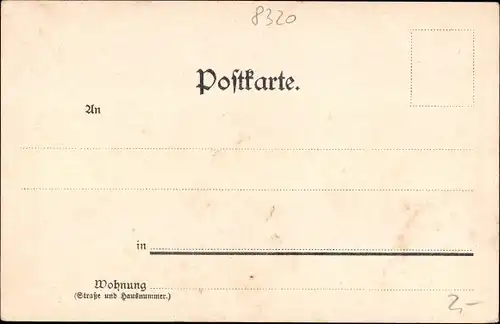 8320
Postkarte.
An
in
Wohnung
(Straße und Hausnummer.)
2,-